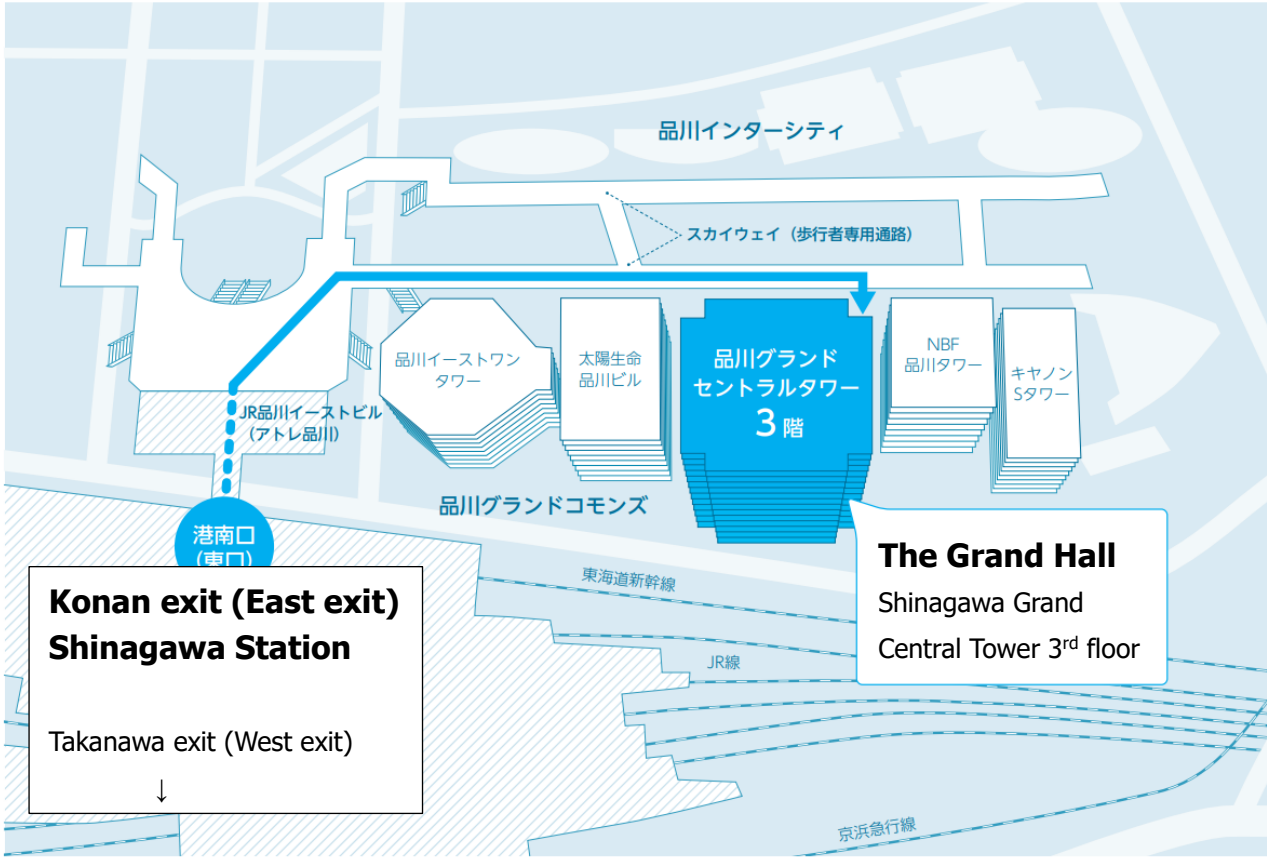 品川インターシティ
スカイウェイ（歩行者専用通路）
品川イーストワン
タワー
太陽生命
品川ビル
品川グランド
セントラルタワー
3階
NBF
品川タワー
キヤノン
Sタワー
JR品川イーストビル
（アトレ品川）
品川グランドコモンズ
港南口
（東口）
Konan exit (East exit)
Shinagawa Station
Takanawa exit (West exit)
↓
The Grand Hall
Shinagawa Grand
Central Tower 3rd floor
東海道新幹線
JR線
京浜急行線